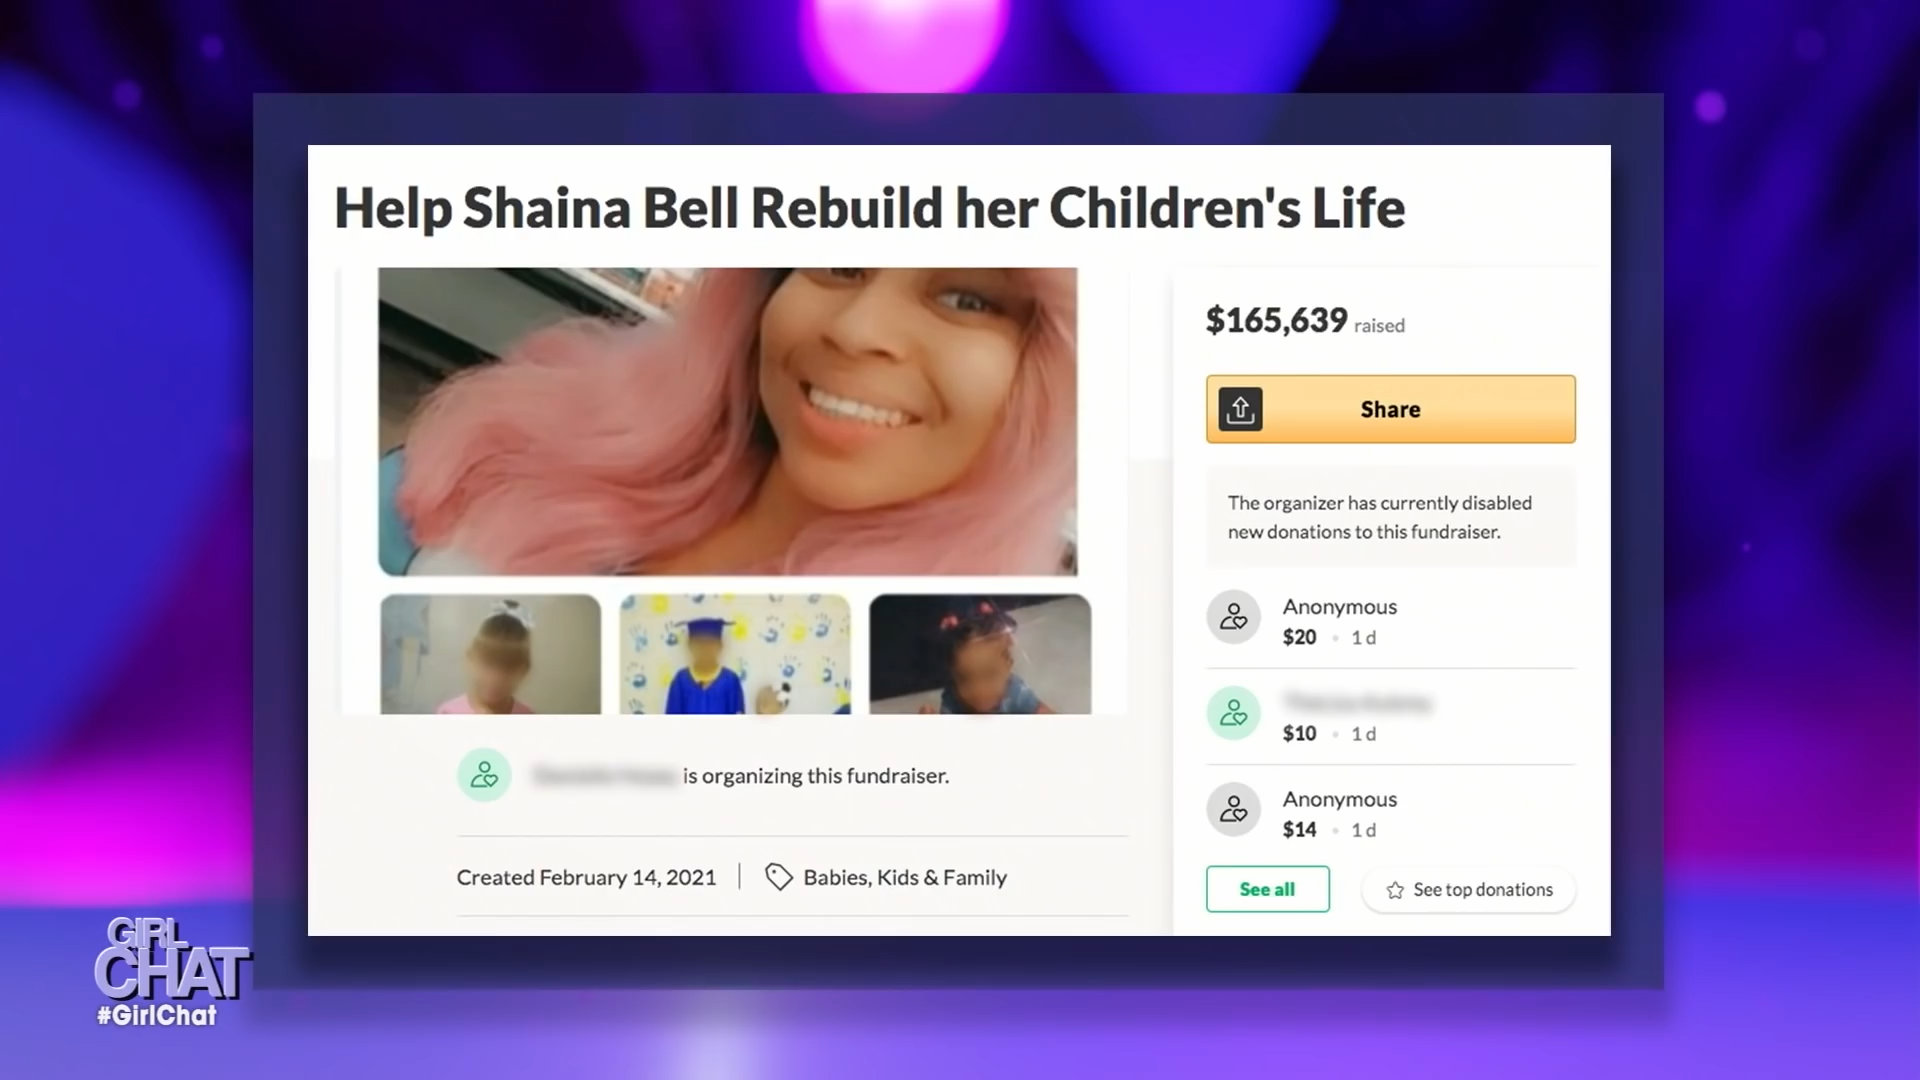 Help Shaina Bell Rebuild her Children's Life
$165,639 raised
Share
The organizer has currently disabled
new donations to this fundraiser.
Anonymous
$20 • 1 d
$10 • 1 d
Anonymous
$14 • 1 d
See all
See top donations
is organizing this fundraiser.
Created February 14, 2021
Babies, Kids & Family
GIRL
CHAT
#GirlChat